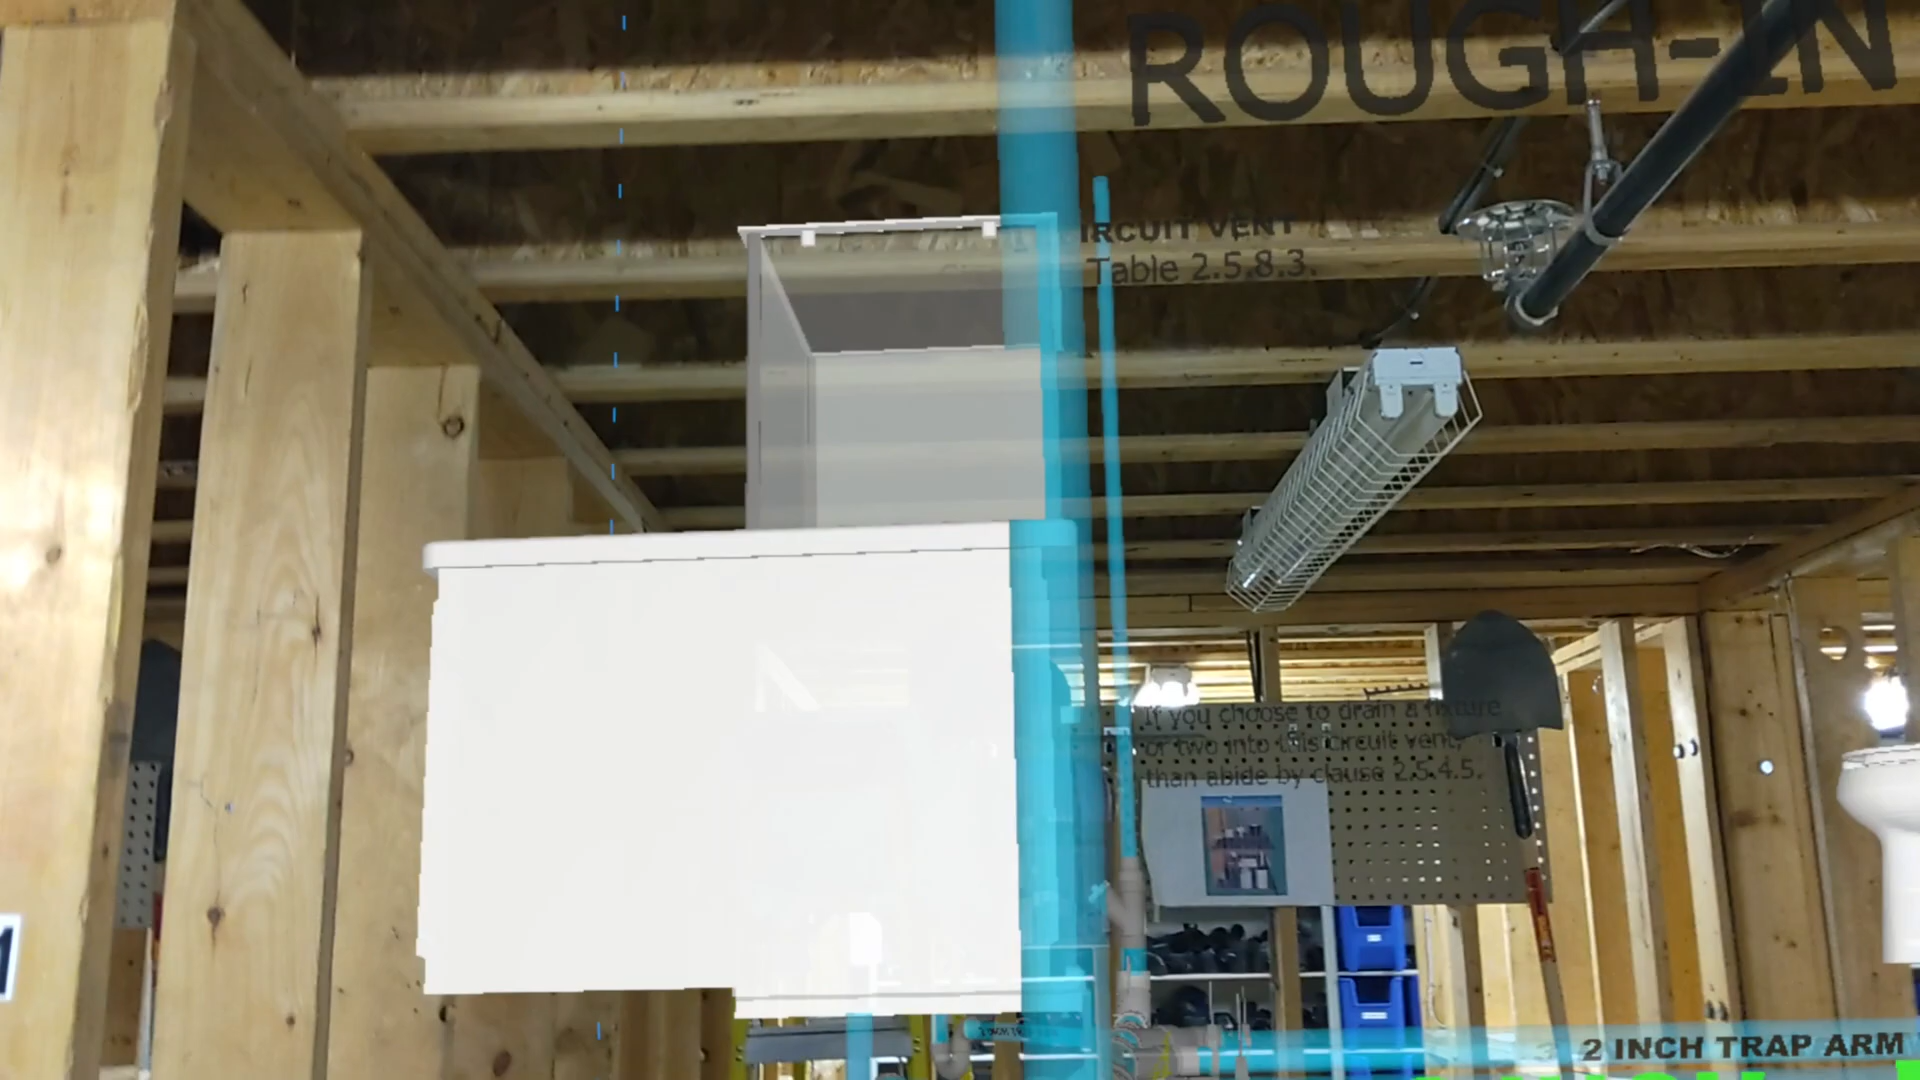 ROUGH-IN
IRCUIT VENT
Table 2.5.8.3.
If you choose to drain a fixture
or two into this circuit vent,
than abide by clause 2.5.4.5.
2 INCH TRAP ARM